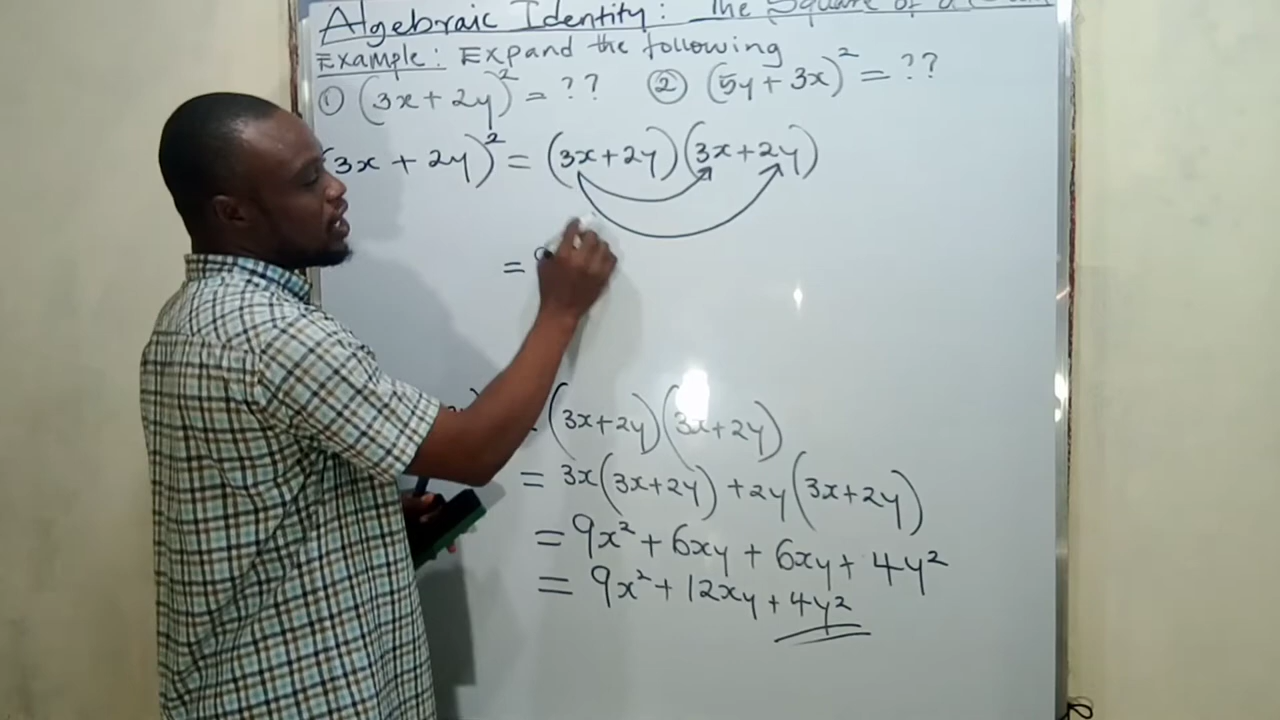 Algebraic Identity: The Square of a
Example: Expand the following
① (3x + 2y)² = ?? ② (5y + 3x)² = ??
3x + 2y)² = (3x + 2y)(3x + 2y)
=
(3x + 2y)(3x + 2y)
= 3x(3x + 2y) + 2y(3x + 2y)
= 9x² + 6xy + 6xy + 4y²
= 9x² + 12xy + 4y²